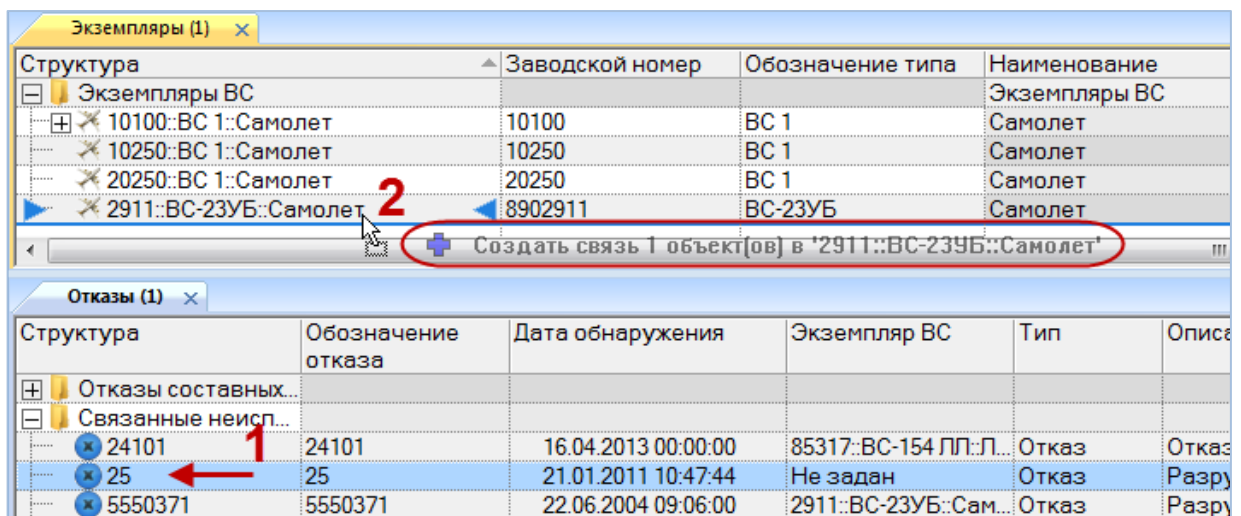 Экземпляры (1)
Структура Заводской номер Обозначение типа Наименование
Экземпляры ВС Экземпляры ВС
10100::ВС 1::Самолет 10100 ВС 1 Самолет
10250::ВС 1::Самолет 10250 ВС 1 Самолет
20250::ВС 1::Самолет 20250 ВС 1 Самолет
2911::ВС-23УБ::Самолет 2 8902911 ВС-23УБ Самолет
Создать связь 1 объект(ов) в '2911::ВС-23УБ::Самолет'
Отказы (1)
Структура Обозначение отказа Дата обнаружения Экземпляр ВС Тип Описа
Отказы составных...
Связанные неисп...
24101 1 24101 16.04.2013 00:00:00 85317::ВС-154 ЛЛ::Л... Отказ Отказ
25 25 21.01.2011 10:47:44 Не задан Отказ Разру
5550371 5550371 22.06.2004 09:06:00 2911::ВС-23УБ::Сам... Отказ Разру